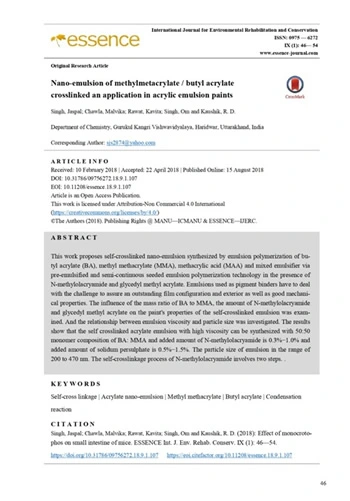 essence
International Journal for Environmental Rehabilitation and Conservation
ISSN: 0975 — 6272
IX (1): 46— 54
www.essence-journal.com
Original Research Article
Nano-emulsion of methylmetacrylate / butyl acrylate
crosslinked an application in acrylic emulsion paints
CrossMark
Singh, Jaspal; Chawla, Malvika; Rawat, Kavita; Singh, Om and Kaushik, R. D.
Department of Chemistry, Gurukul Kangri Vishwavidyalaya, Haridwar, Uttarakhand, India
Corresponding Author:
A R T I C L E I N F O
Received: 10 February 2018 | Accepted: 22 April 2018 | Published Online: 15 August 2018
DOI: 10.31786/09756272.18.9.1.107
EOI: 10.11208/essence.18.9.1.107
Article is an Open Access Publication.
This work is licensed under Attribution-Non Commercial 4.0 International
(https://creativecommons.org/licenses/by/4.0/)
©The Authors (2018). Publishing Rights @ MANU—ICMANU & ESSENCE—IJERC.
A B S T R A C T
This work proposes self-crosslinked nano-emulsion synthesized by emulsion polymerization of bu-
tyl acrylate (BA), methyl methacrylate (MMA), methacrylic acid (MAA) and mixed emulsifier via
pre-emulsified and semi-continuous seeded emulsion polymerization technology in the presence of
N-methylolacryamide and glycedyl methyl acrylate. Emulsions used as pigment binders have to deal
with the challenge to assure an outstanding film configuration and exterior as well as good mechani-
cal properties. The influence of the mass ratio of BA to MMA, the amount of N-methylolacryamide
and glycedyl methyl acrylate on the paint's properties of the self-crosslinked emulsion was exam-
ined. And the relationship between emulsion viscosity and particle size was investigated. The results
show that the self crosslinked acrylate emulsion with high viscosity can be synthesized with 50:50
monomer composition of BA: MMA and added amount of N-methylolacryamide is 0.3%~1.0% and
added amount of solidum persulphate is 0.5%~1.5%. The particle size of emulsion in the range of
200 to 470 nm. The self-crosslinkage process of N-methylolacryamide involves two steps. .
K E Y W O R D S
Self-cross linkage | Acrylate nano-emulsion | Methyl methacrylate | Butyl acrylate | Condensation
reaction
C I T A T I O N
Singh, Jaspal; Chawla, Malvika; Rawat, Kavita; Singh, Om and Kaushik, R. D. (2018): Effect of monocroto-
phos on small intestine of mice. ESSENCE Int. J. Env. Rehab. Conserv. IX (1): 46—54.
https://doi.org/10.31786/09756272.18.9.1.107 https://eoi.citefactor.org/10.11208/essence.18.9.1.107
46